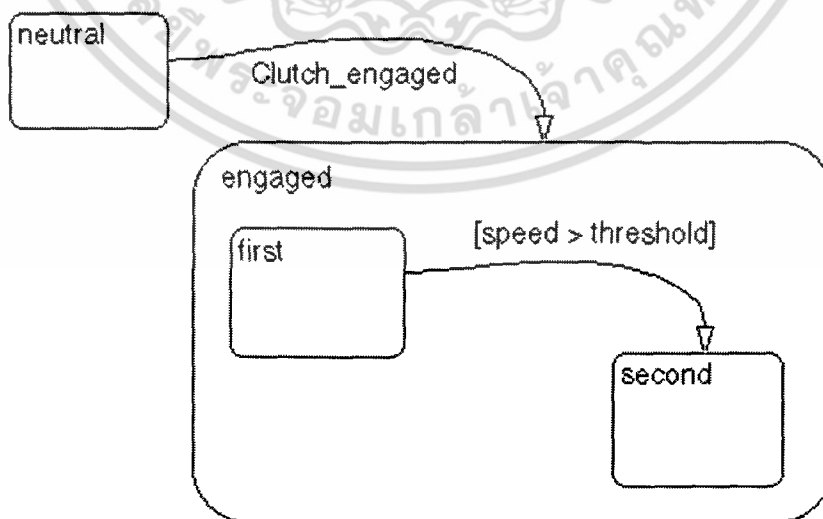 neutral
Clutch_engaged
engaged
[speed > threshold]
first
second